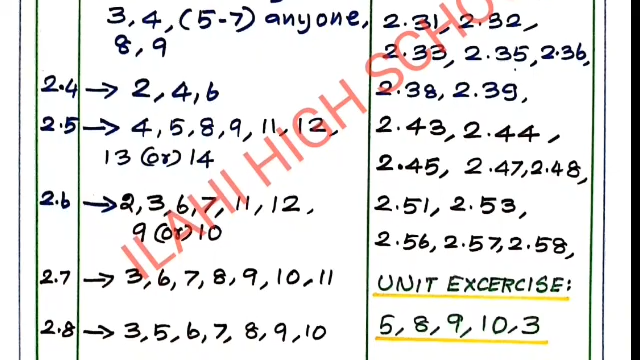 3, 4, (5-7) anyone,
8, 9
2.4 → 2, 4, 6
2.5 → 4, 5, 8, 9, 11, 12,
13 (or) 14
2.6 → 2, 3, 6, 7, 11, 12,
9 (or) 10
2.7 → 3, 6, 7, 8, 9, 10, 11
2.8 → 3, 5, 6, 7, 8, 9, 10
2.31, 2.32,
2.33, 2.35, 2.36,
2.38, 2.39,
2.43, 2.44,
2.45, 2.47, 2.48,
2.51, 2.53,
2.56, 2.57, 2.58,
UNIT EXCERCISE:
5, 8, 9, 10, 3
ILAHI HIGH SCHO